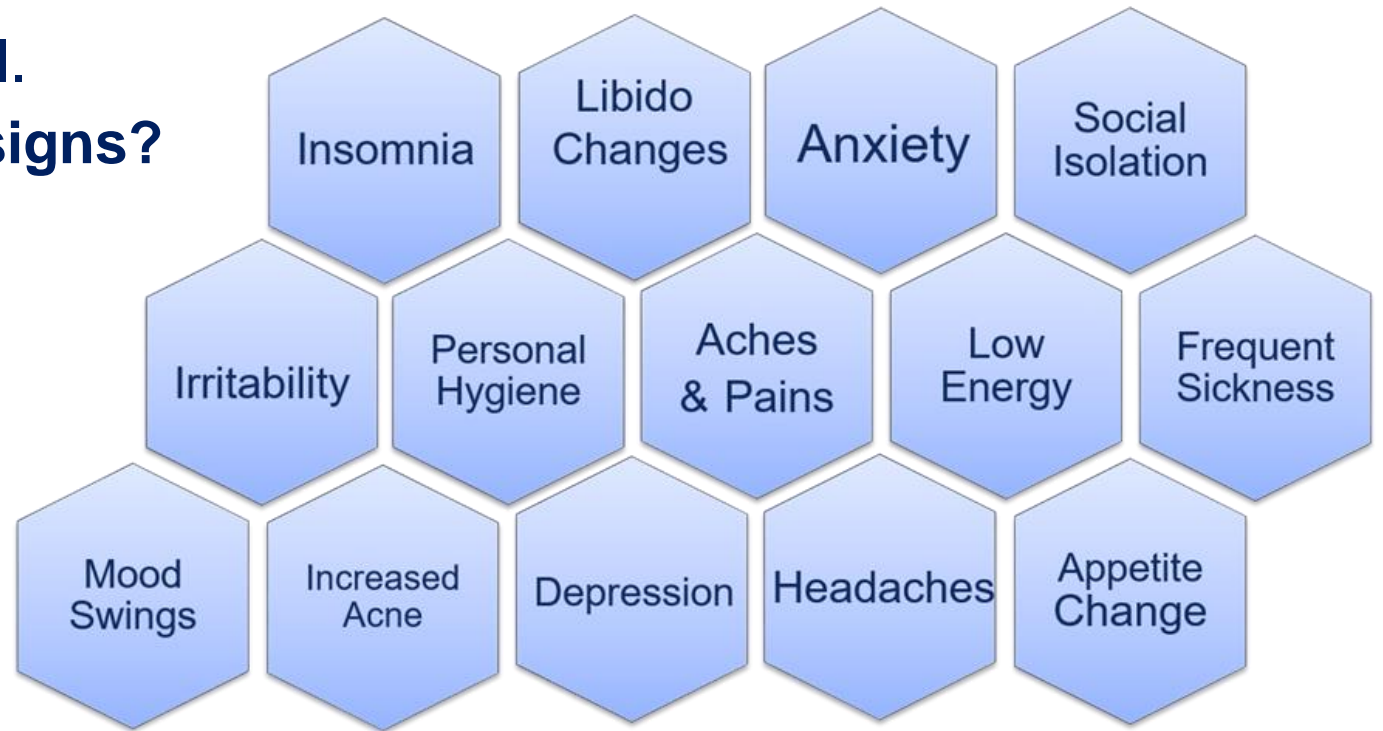 .
signs?
Insomnia
Libido
Changes
Anxiety
Social
Isolation
Irritability
Personal
Hygiene
Aches
& Pains
Low
Energy
Frequent
Sickness
Mood
Swings
Increased
Acne
Depression
Headaches
Appetite
Change